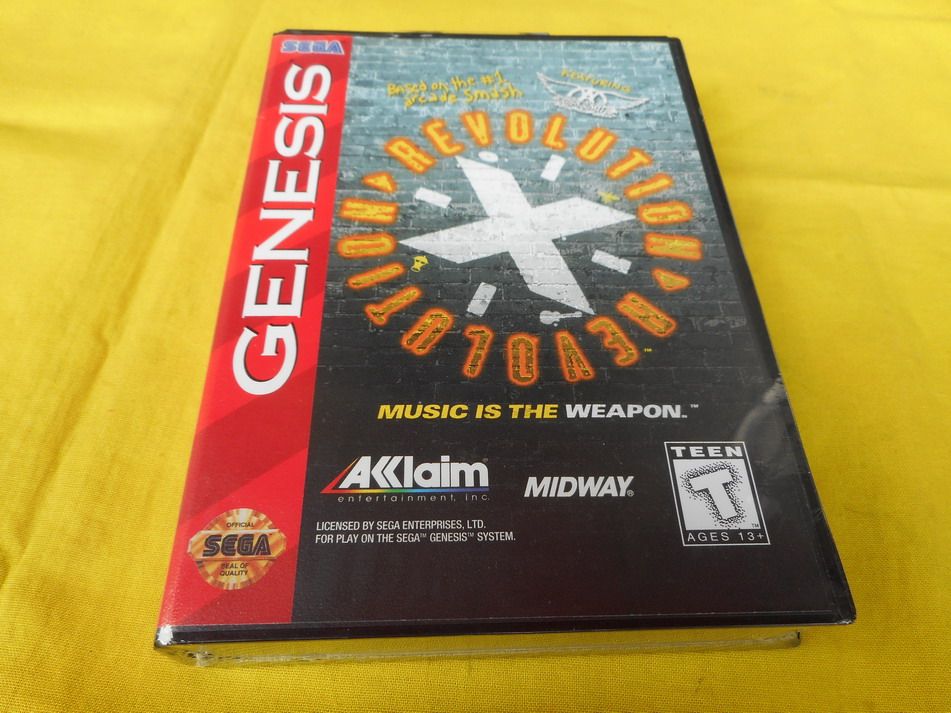 SEGA
GENESIS
Based on the #1
arcade Smash
FEATURING
REVOLUTION
X
REVOLUTION
MUSIC IS THE WEAPON.™
AKKlaim
entertainment, inc.
MIDWAY®
TEEN
T
™
AGES 13+
LICENSED BY SEGA ENTERPRISES, LTD.
FOR PLAY ON THE SEGA™ GENESIS™ SYSTEM.
OFFICIAL
SEGA
SEAL OF
QUALITY